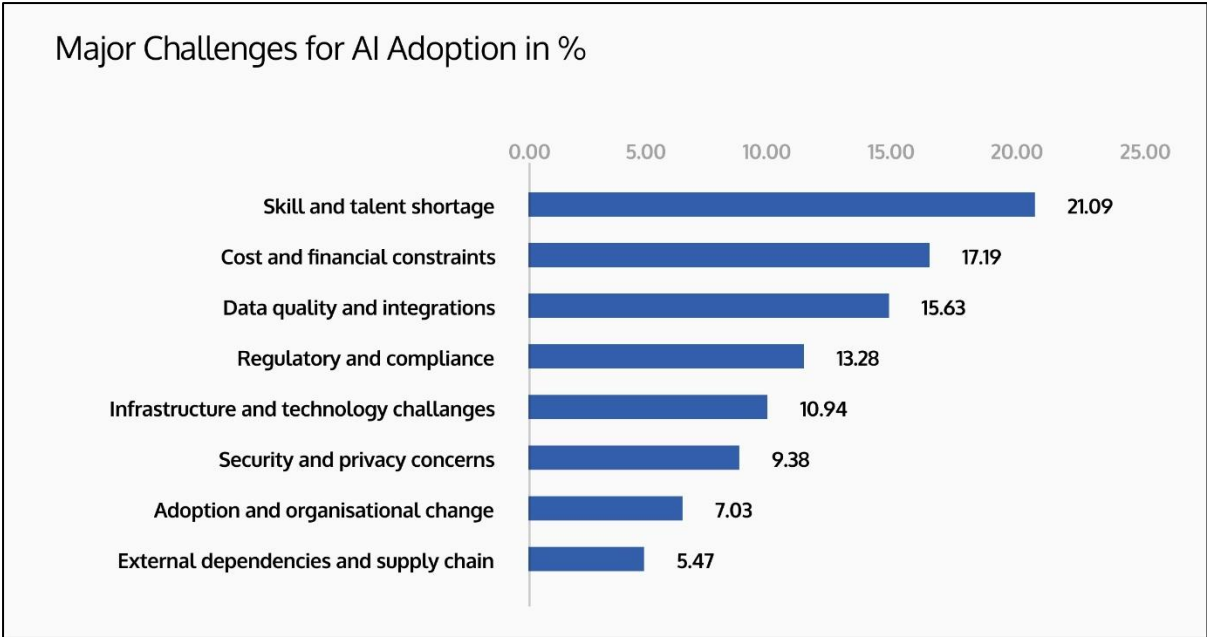 Major Challenges for AI Adoption in %
0.00 5.00 10.00 15.00 20.00 25.00
Skill and talent shortage 21.09
Cost and financial constraints 17.19
Data quality and integrations 15.63
Regulatory and compliance 13.28
Infrastructure and technology challanges 10.94
Security and privacy concerns 9.38
Adoption and organisational change 7.03
External dependencies and supply chain 5.47